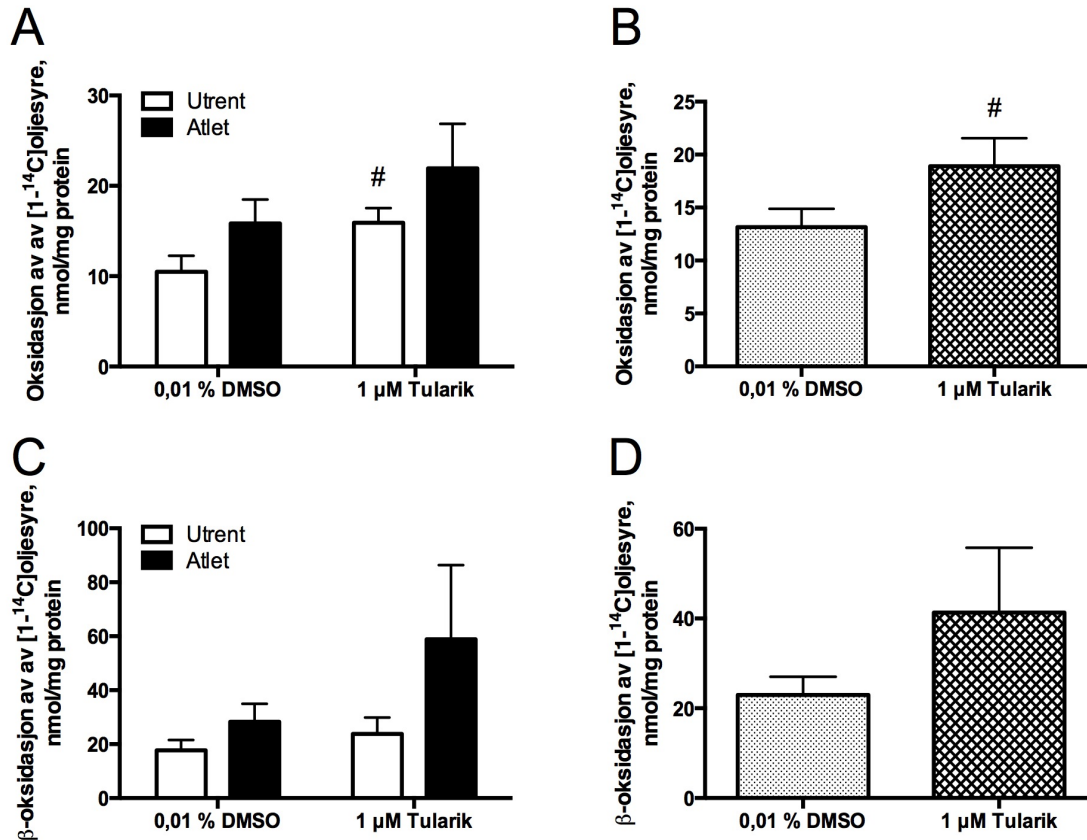 A
Oksidasjon av av [1-¹⁴C]oljesyre,
nmol/mg protein
30
20
10
0
Utrent
Atlet
#
0,01 % DMSO
1 µM Tularik
B
Oksidasjon av [1-¹⁴C]oljesyre,
nmol/mg protein
25
20
15
10
5
0
#
0,01 % DMSO
1 µM Tularik
C
β-oksidasjon av av [1-¹⁴C]oljesyre,
nmol/mg protein
100
80
60
40
20
0
Utrent
Atlet
0,01 % DMSO
1 µM Tularik
D
β-oksidasjon av [1-¹⁴C]oljesyre,
nmol/mg protein
60
40
20
0
0,01 % DMSO
1 µM Tularik